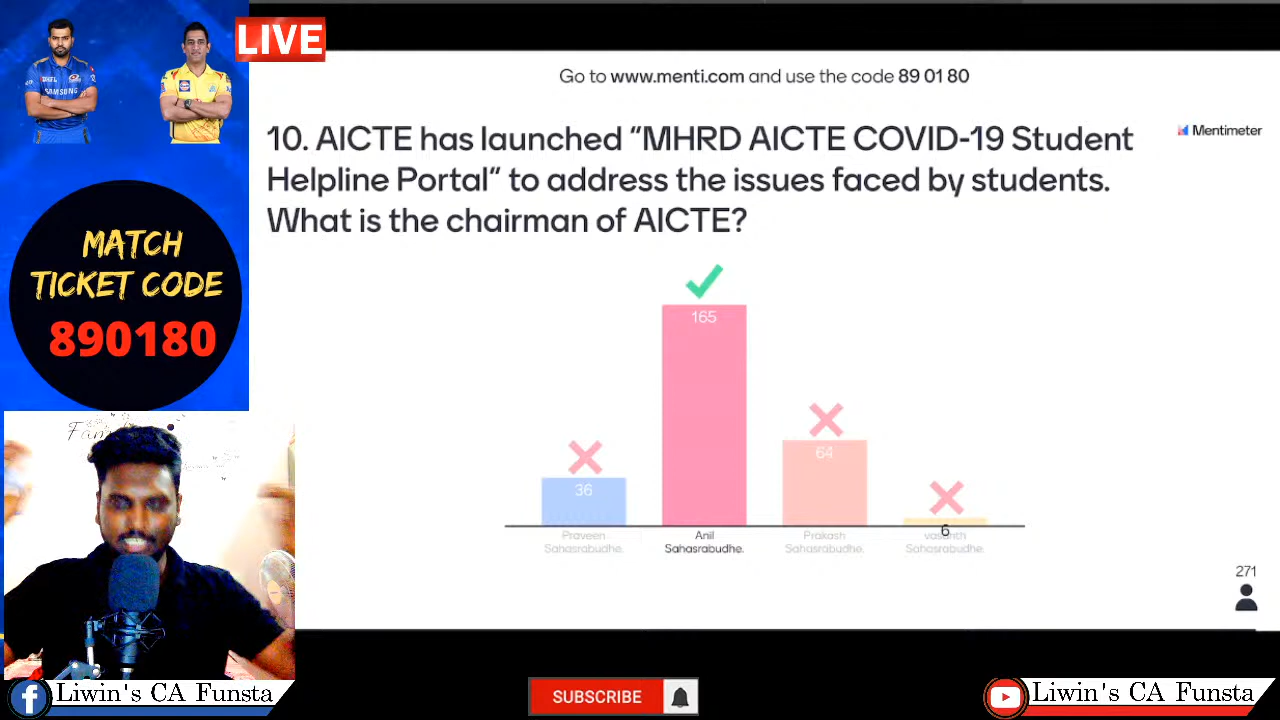 LIVE
Go to www.menti.com and use the code 89 01 80
Mentimeter
10. AICTE has launched “MHRD AICTE COVID-19 Student
Helpline Portal“ to address the issues faced by students.
What is the chairman of AICTE?
DHFL
SAMSUNG
MATCH
TICKET CODE
890180
165
64
36
6
Praveen
Sahasrabudhe.
Anil
Sahasrabudhe.
Prakash
Sahasrabudhe.
vasanth
Sahasrabudhe.
271
Liwin's CA Funsta
SUBSCRIBE
Liwin's CA Funsta